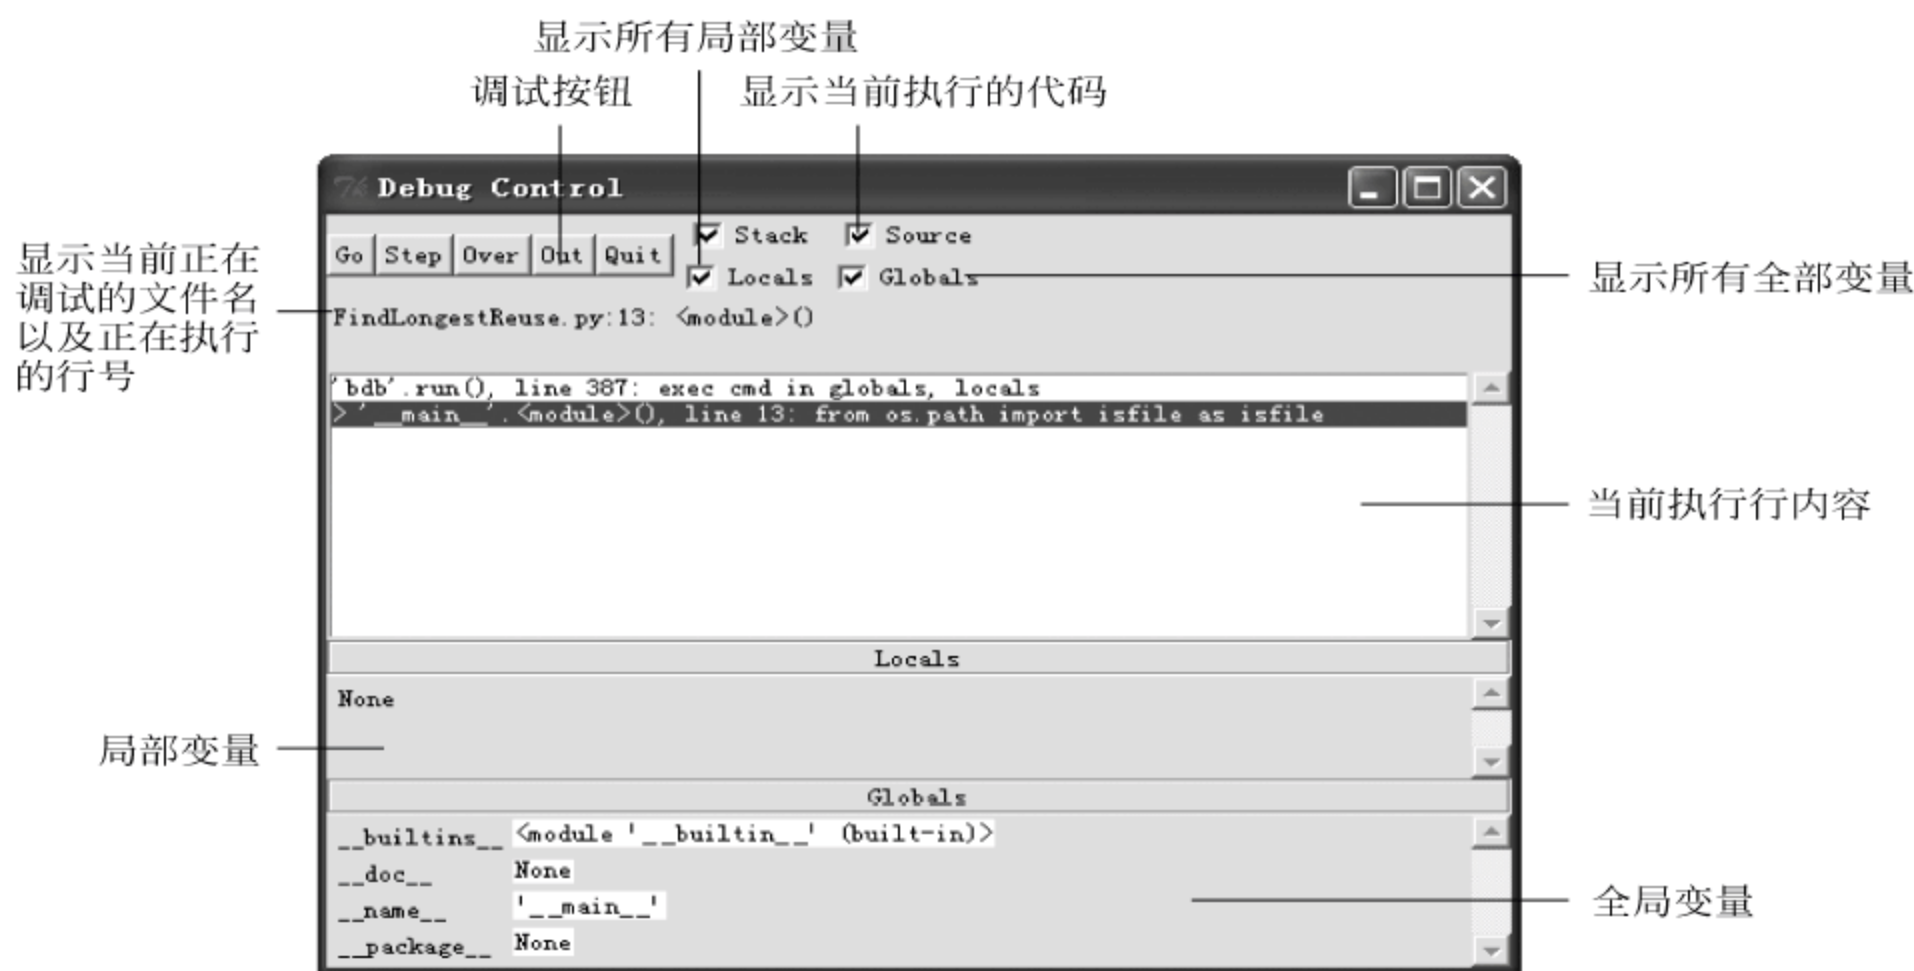 显示所有局部变量
调试按钮
显示当前执行的代码
Debug Control
Stack
Source
Go
Step
Over
Out
Quit
Locals
Globals
显示所有全部变量
显示当前正在
调试的文件名
以及正在执行
的行号
FindLongestReuse.py:13: <module>()
'bdb'.run(), line 387: exec cmd in globals, locals
> '__main__'.<module>(), line 13: from os.path import isfile as isfile
当前执行行内容
Locals
None
局部变量
Globals
__builtins__ <module '__builtin__' (built-in)>
__doc__ None
__name__ '__main__'
全局变量
__package__ None